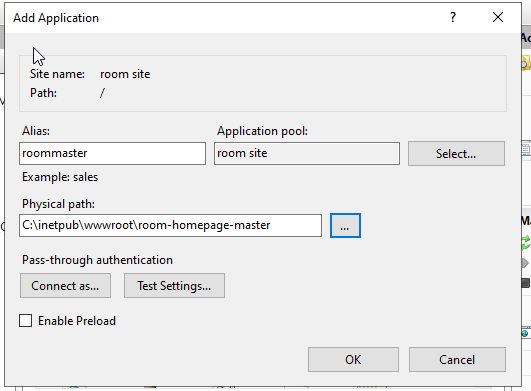 Add Application
?
Site name: room site
Path: /
Alias: Application pool:
roommaster room site Select...
Example: sales
Physical path:
C:\inetpub\wwwroot\room-homepage-master ...
Pass-through authentication
Connect as... Test Settings...
Enable Preload
OK Cancel